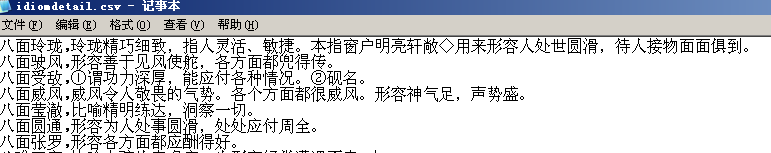 idiomdetail.csv - 记事本
文件(F) 编辑(E) 格式(O) 查看(V) 帮助(H)
八面玲珑,玲珑精巧细致，指人灵活、敏捷。本指窗户明亮轩敞◇用来形容人处世圆滑，待人接物面面俱到。
八面驶风,形容善于见风使舵，各方面都兜得传。
八面受敌,①谓功力深厚，能应付各种情况。②砚名。
八面威风,威风令人敬畏的气势。各个方面都很威风。形容神气足，声势盛。
八面莹澈,比喻精明练达，洞察一切。
八面圆通,形容为人处事圆滑，处处应付周全。
八面张罗,形容各方面都应酬得好。